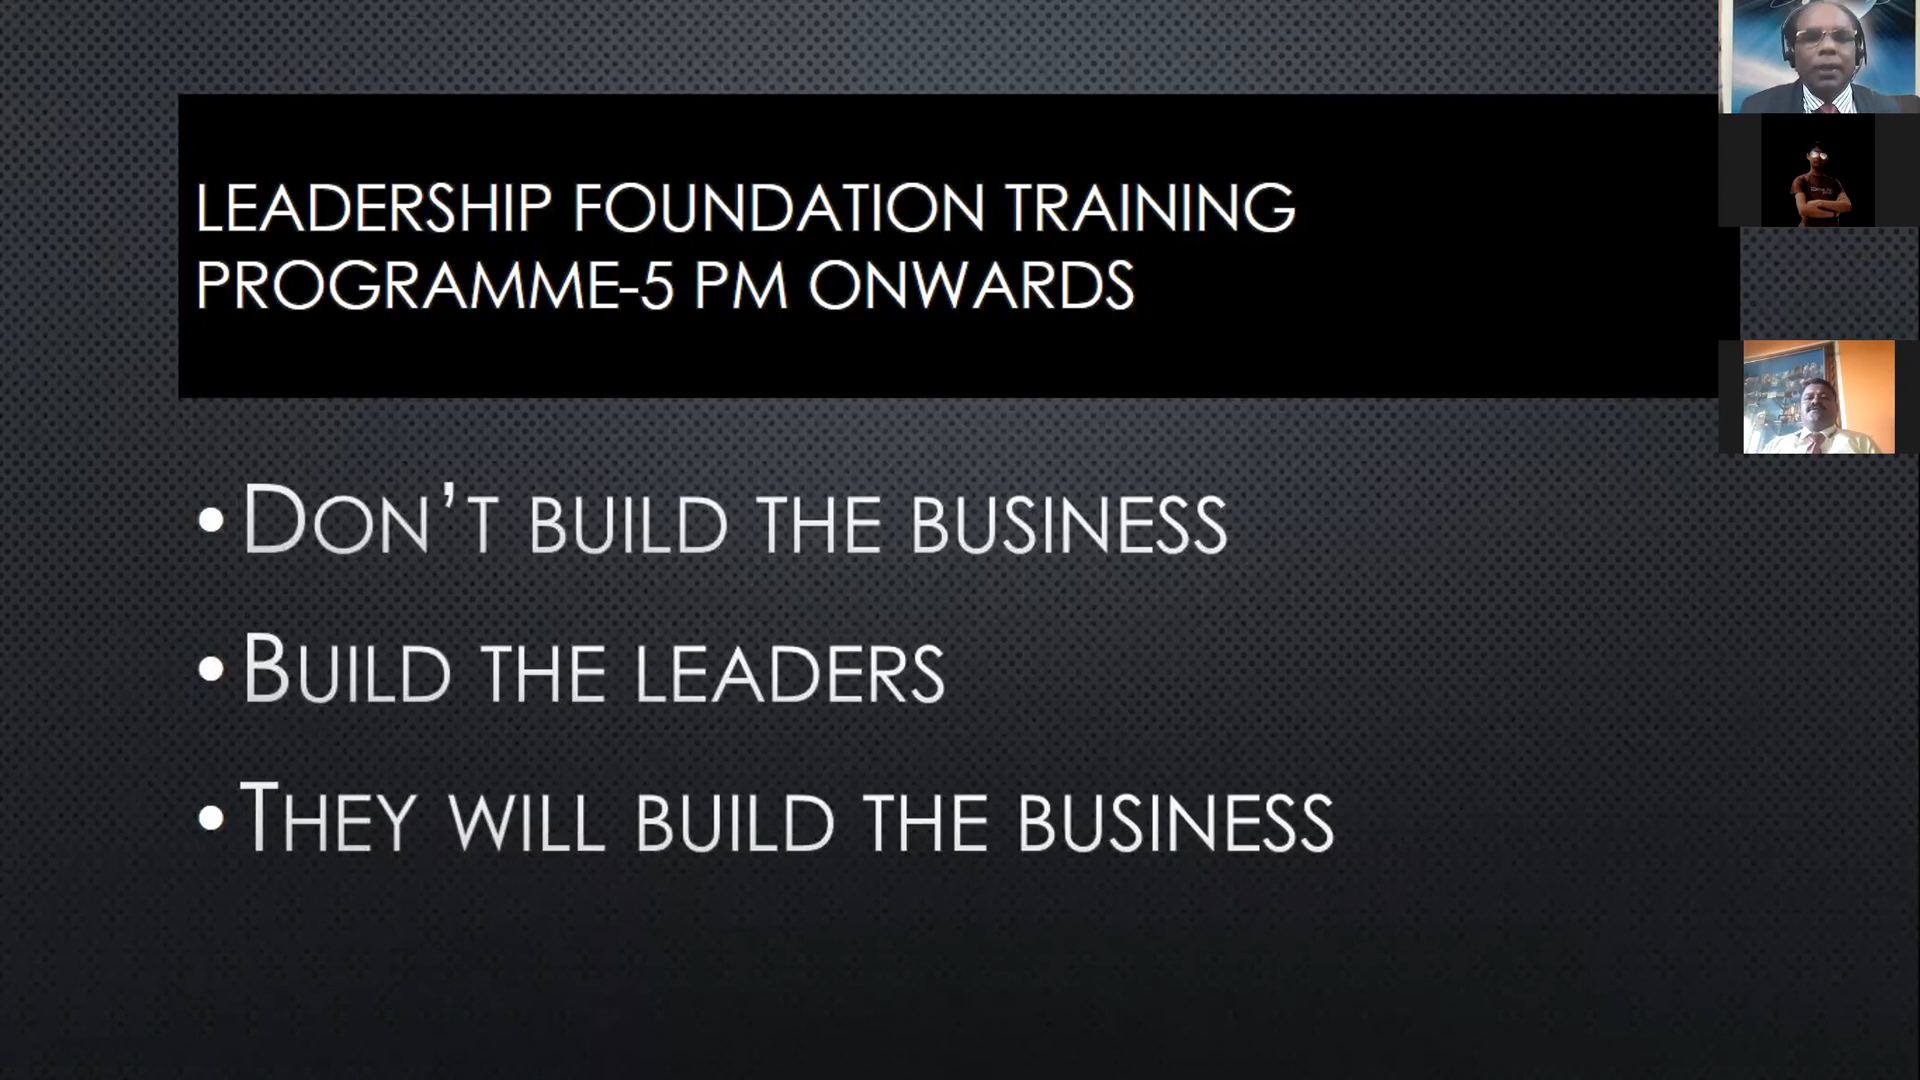 LEADERSHIP FOUNDATION TRAINING
PROGRAMME-5 PM ONWARDS
• DON'T BUILD THE BUSINESS
• BUILD THE LEADERS
• THEY WILL BUILD THE BUSINESS